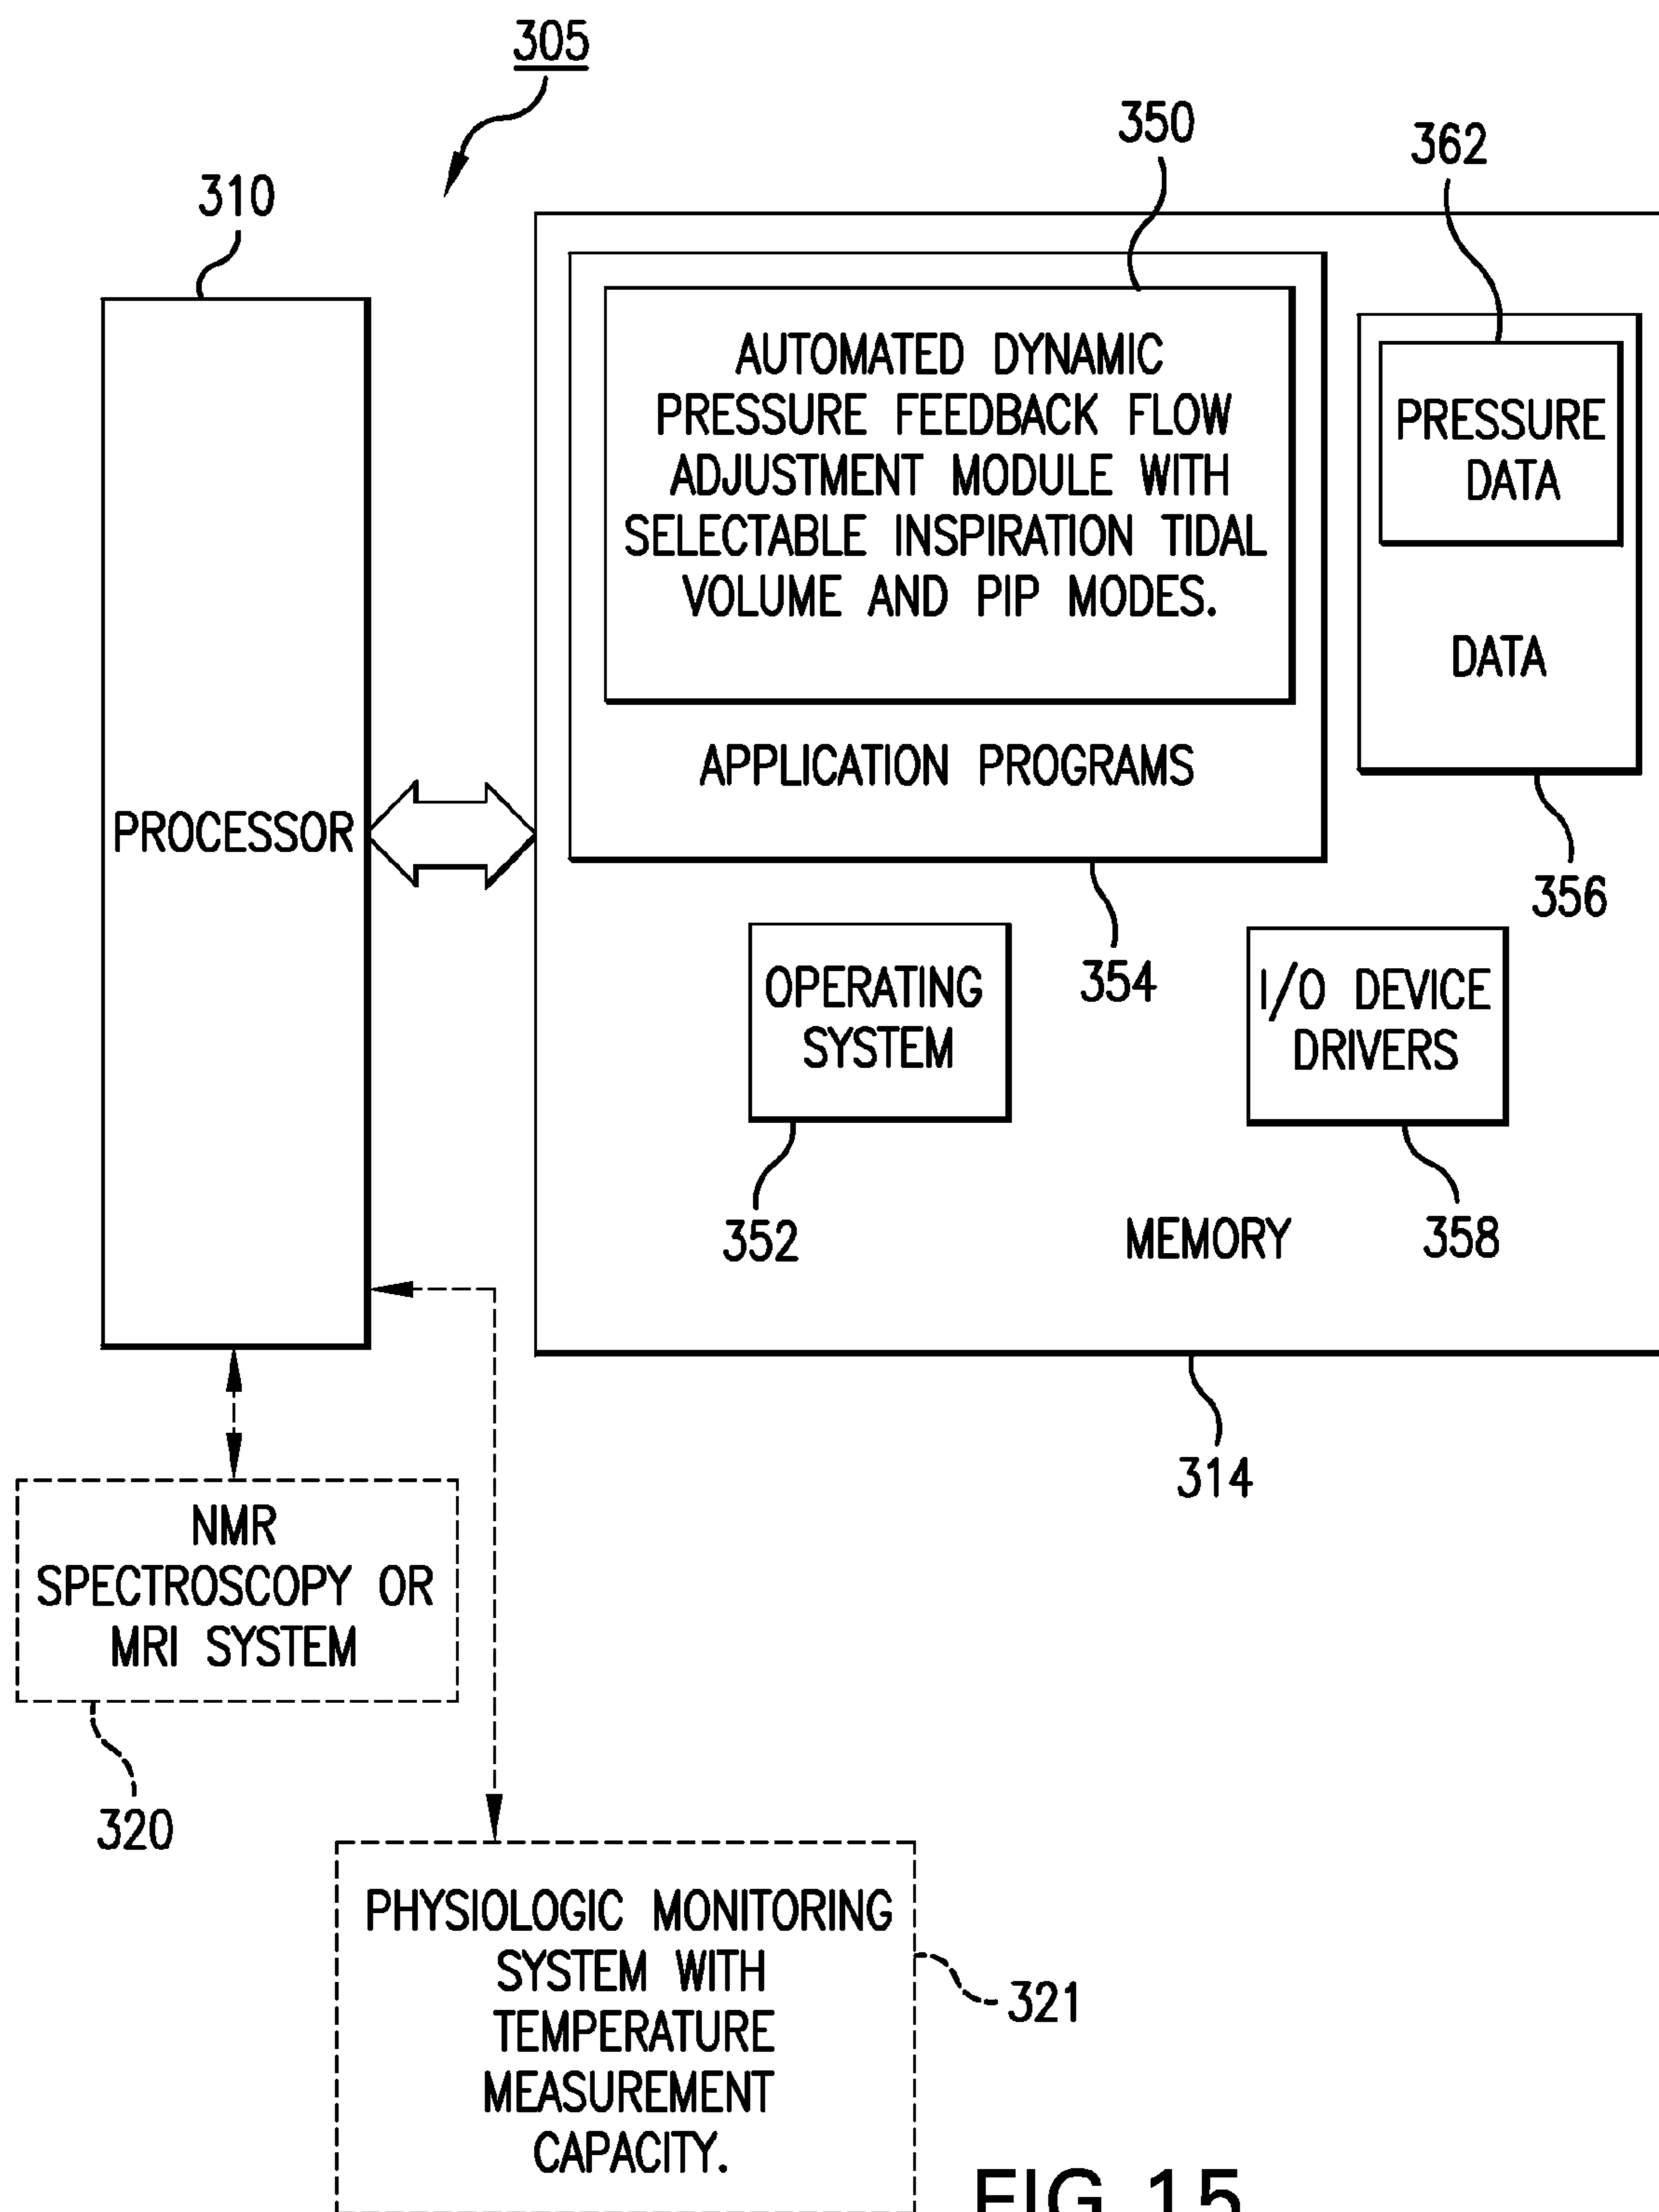 305
350
362
310
AUTOMATED DYNAMIC
PRESSURE FEEDBACK FLOW
ADJUSTMENT MODULE WITH
SELECTABLE INSPIRATION TIDAL
VOLUME AND PIP MODES.
PRESSURE
DATA
DATA
APPLICATION PROGRAMS
PROCESSOR
356
354
OPERATING
SYSTEM
I/O DEVICE
DRIVERS
352
MEMORY
358
314
NMR
SPECTROSCOPY OR
MRI SYSTEM
320
PHYSIOLOGIC MONITORING
SYSTEM WITH
TEMPERATURE
MEASUREMENT
CAPACITY.
321
FIG. 15